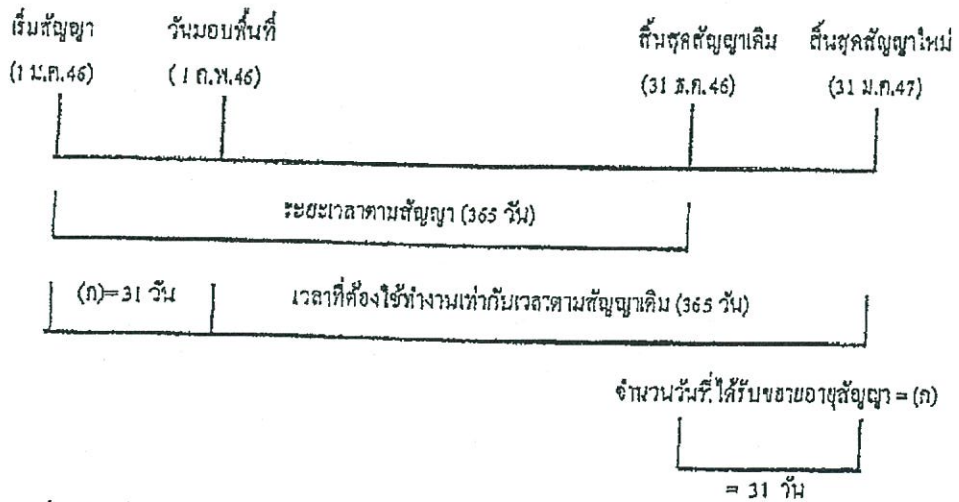 เริ่มสัญญา วันมอบพื้นที่ สิ้นสุดสัญญาเดิม สิ้นสุดสัญญาใหม่
(1 ม.ค.46) (1 ก.พ.46) (31 ธ.ค.46) (31 ม.ค.47)
ระยะเวลาตามสัญญา (365 วัน)
(ก)=31 วัน เวลาที่ต้องใช้ทำงานเท่ากับเวลาตามสัญญาเดิม (365 วัน)
จำนวนวันที่ได้รับขยายอายุสัญญา = (ก)
= 31 วัน